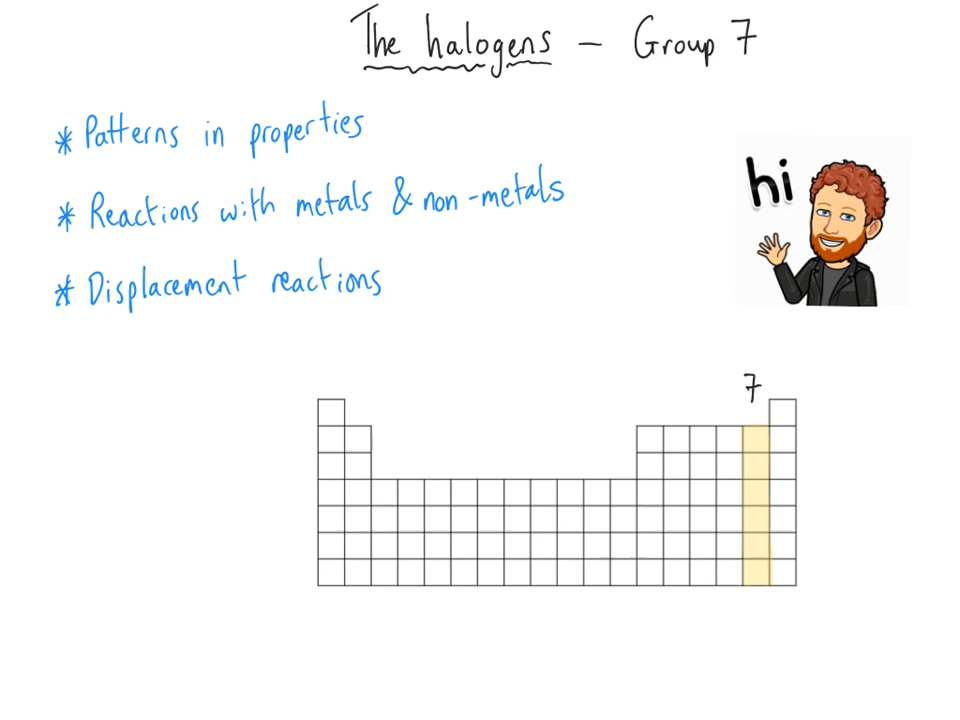 The halogens - Group 7
* Patterns in properties
* Reactions with metals & non-metals
* Displacement reactions
hi
7